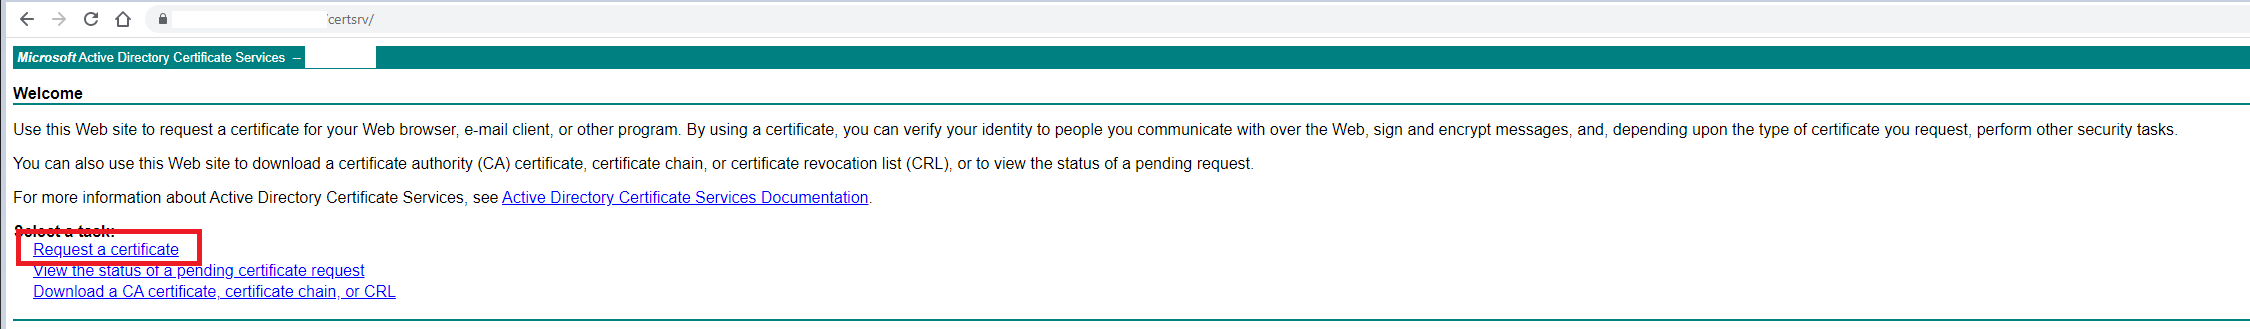 /certsrv/
Microsoft Active Directory Certificate Services --
Welcome
Use this Web site to request a certificate for your Web browser, e-mail client, or other program. By using a certificate, you can verify your identity to people you communicate with over the Web, sign and encrypt messages, and, depending upon the type of certificate you request, perform other security tasks.
You can also use this Web site to download a certificate authority (CA) certificate, certificate chain, or certificate revocation list (CRL), or to view the status of a pending request.
For more information about Active Directory Certificate Services, see Active Directory Certificate Services Documentation.
Select a task:
Request a certificate
View the status of a pending certificate request
Download a CA certificate, certificate chain, or CRL